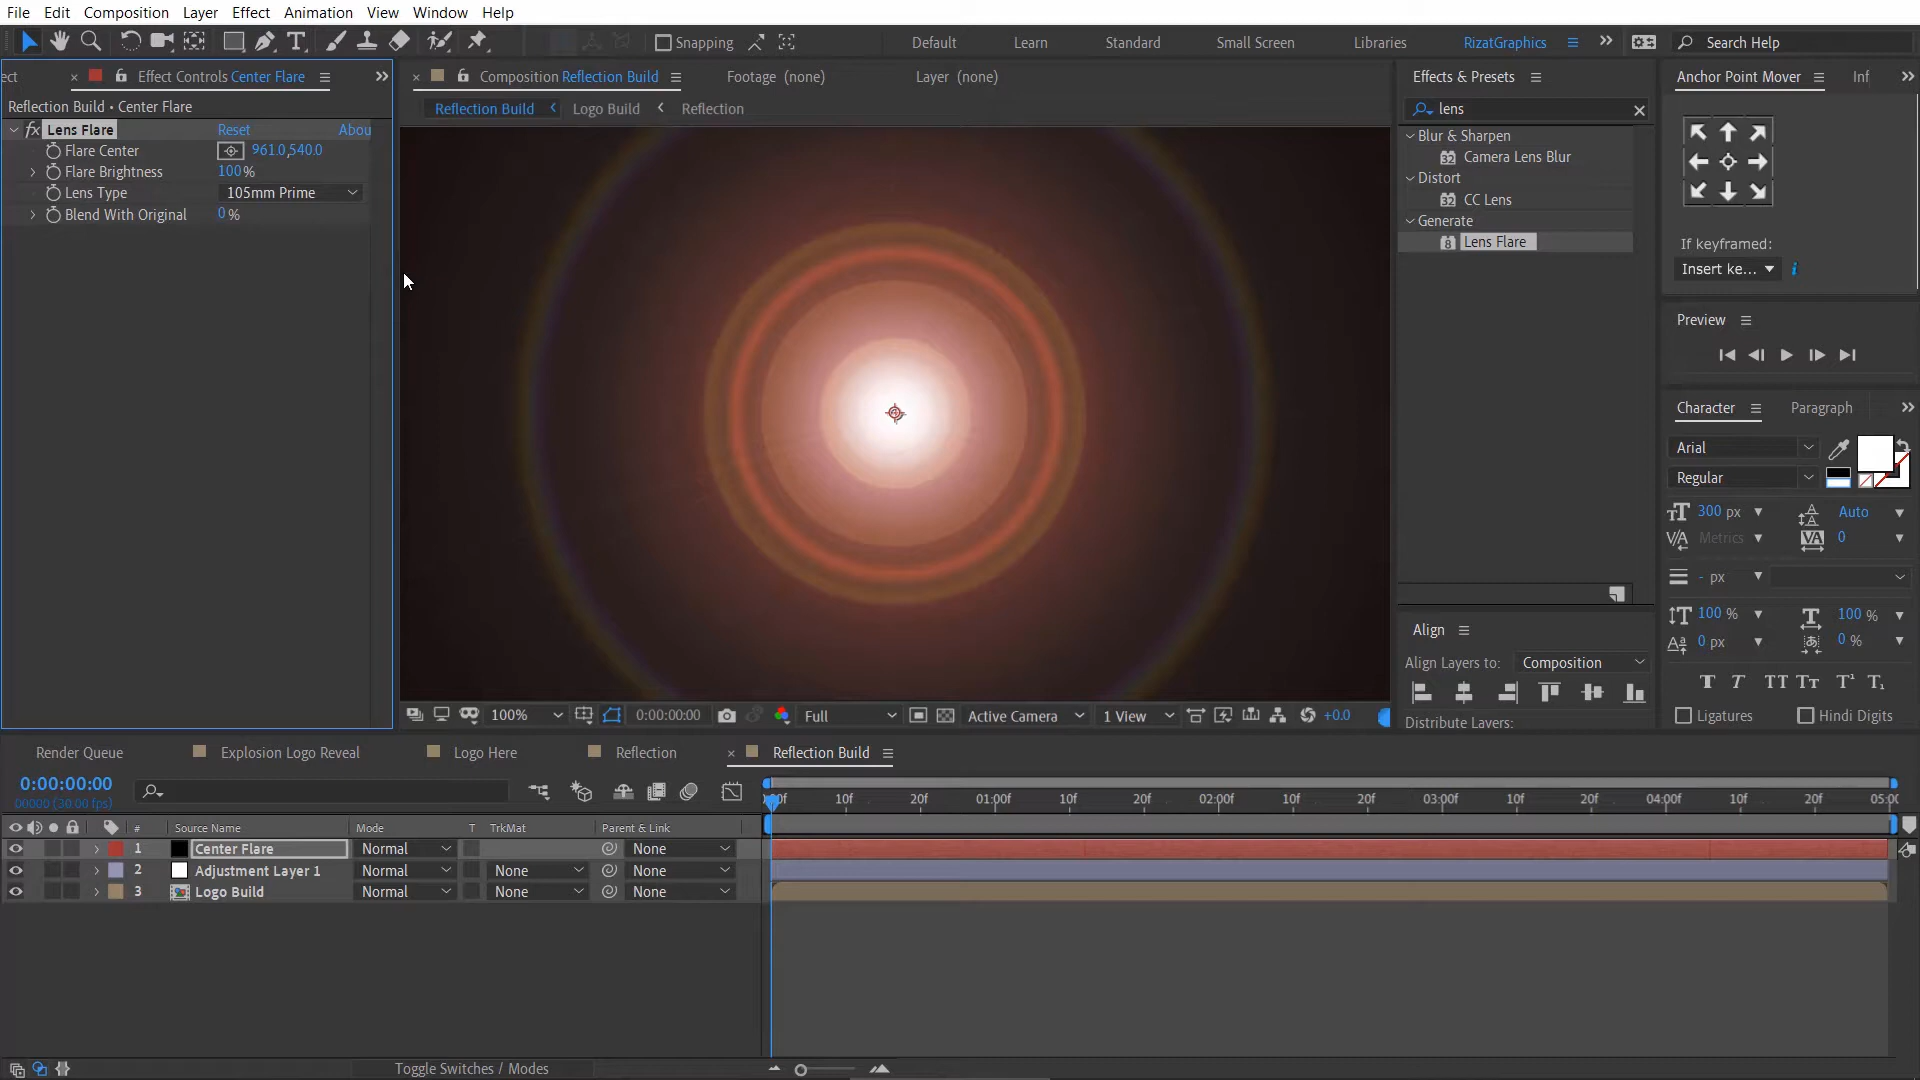 File Edit Composition Layer Effect Animation View Window Help
Snapping Default Learn Standard Small Screen Libraries RizatGraphics Search Help
ect Effect Controls Center Flare Composition Reflection Build Footage (none) Layer (none) Effects & Presets Anchor Point Mover Inf
Reflection Build • Center Flare Reflection Build Logo Build Reflection lens
fx Lens Flare Reset Abou
Flare Center 961.0,540.0
Flare Brightness 100%
Lens Type 105mm Prime
Blend With Original 0%
Blur & Sharpen
32 Camera Lens Blur
Distort
32 CC Lens
Generate
8 Lens Flare
If keyframed:
Insert ke...
Preview
Character Paragraph
Arial
Regular
300 px Auto
Metrics 0
- px
100 % 100 %
0 px 0 %
Ligatures Hindi Digits
Align
Align Layers to: Composition
Distribute Layers:
100% 0:00:00:00 Full Active Camera 1 View +0.0
Render Queue Explosion Logo Reveal Logo Here Reflection Reflection Build
0:00:00:00
00000 (30.00 fps)
10f 20f 01:00f 10f 20f 02:00f 10f 20f 03:00f 10f 20f 04:00f 10f 20f 05:00
# Source Name Mode T TrkMat Parent & Link
1 Center Flare Normal None
2 Adjustment Layer 1 Normal None None
3 Logo Build Normal None None
Toggle Switches / Modes